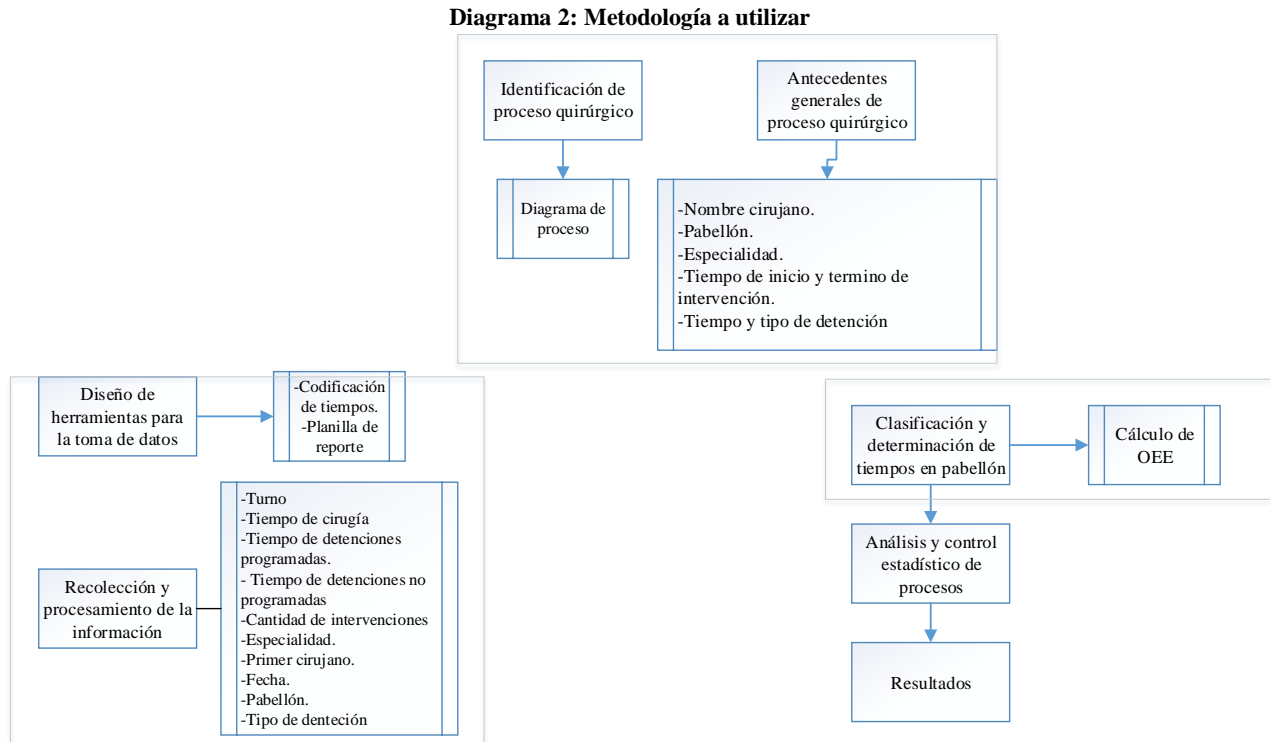 Diagrama 2: Metodología a utilizar
Identificación de
proceso quirúrgico
Antecedentes
generales de
proceso quirúrgico
Diagrama de
proceso
-Nombre cirujano.
-Pabellón.
-Especialidad.
-Tiempo de inicio y termino de
intervención.
-Tiempo y tipo de detención
Diseño de
herramientas para
la toma de datos
-Codificación
de tiempos.
-Planilla de
reporte
Recolección y
procesamiento de la
información
-Turno
-Tiempo de cirugía
-Tiempo de detenciones
programadas.
- Tiempo de detenciones no
programadas
-Cantidad de intervenciones
-Especialidad.
-Primer cirujano.
-Fecha.
-Pabellón.
-Tipo de denteción
Clasificación y
determinación de
tiempos en pabellón
Cálculo de
OEE
Análisis y control
estadístico de
procesos
Resultados